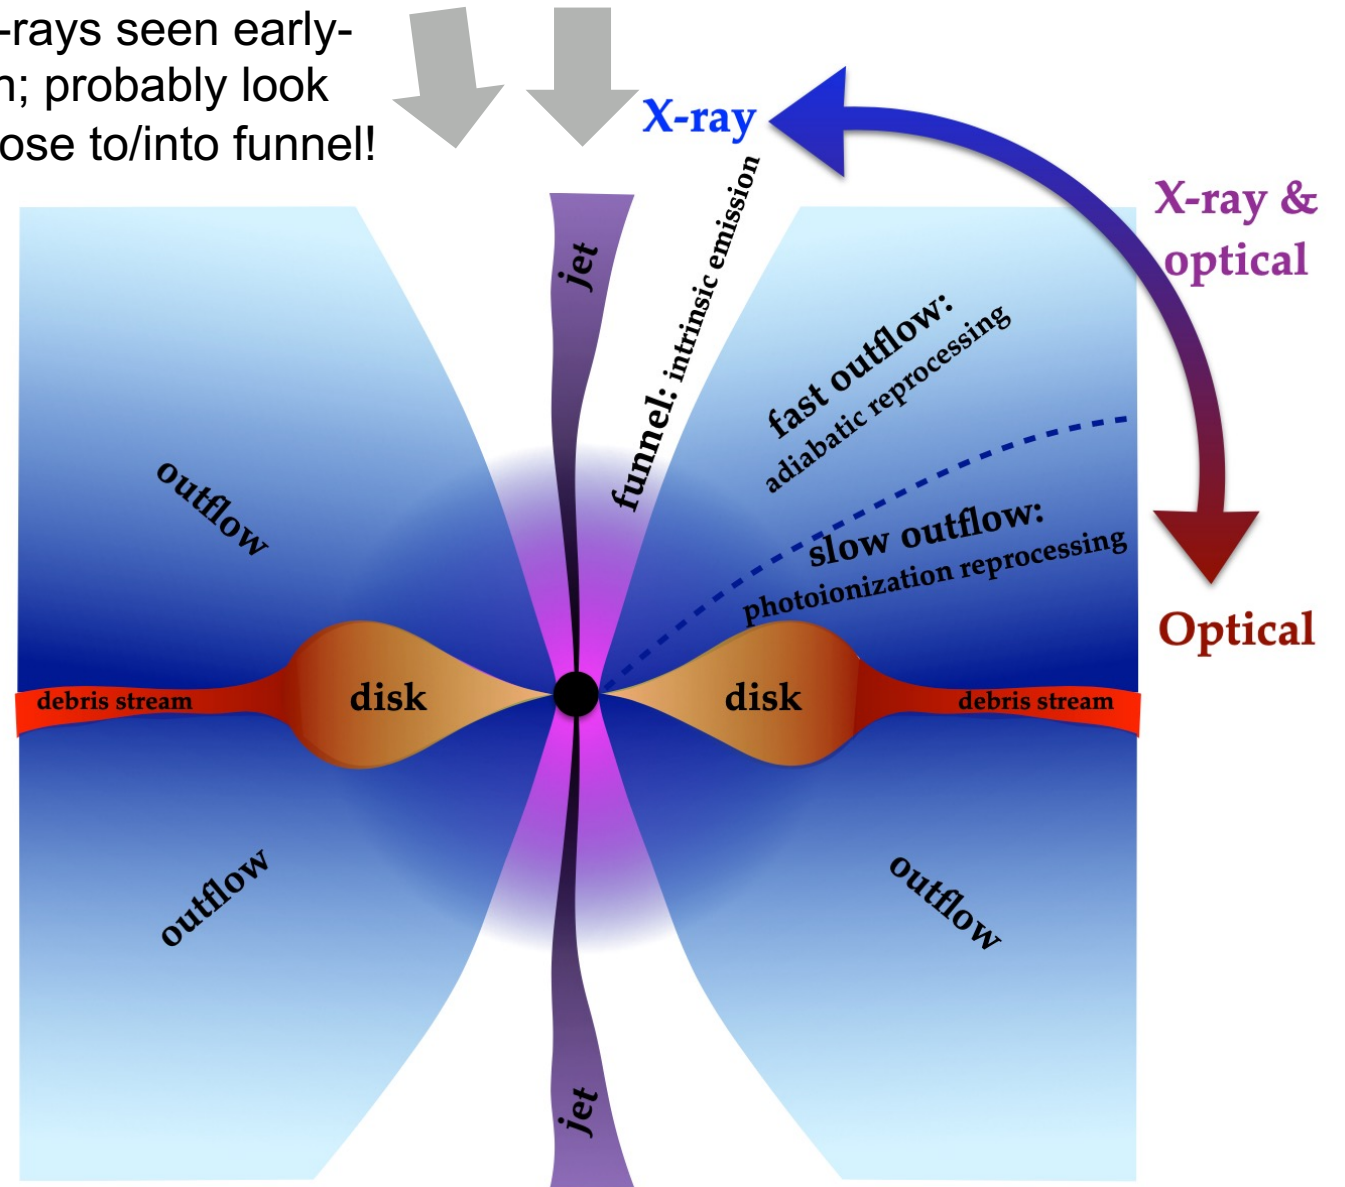 -rays seen early-
n; probably look
ose to/into funnel!
X-ray
X-ray &
optical
jet
funnel: intrinsic emission
fast outflow:
adiabatic reprocessing
outflow
slow outflow:
photoionization reprocessing
Optical
debris stream
disk
disk
debris stream
outflow
outflow
jet